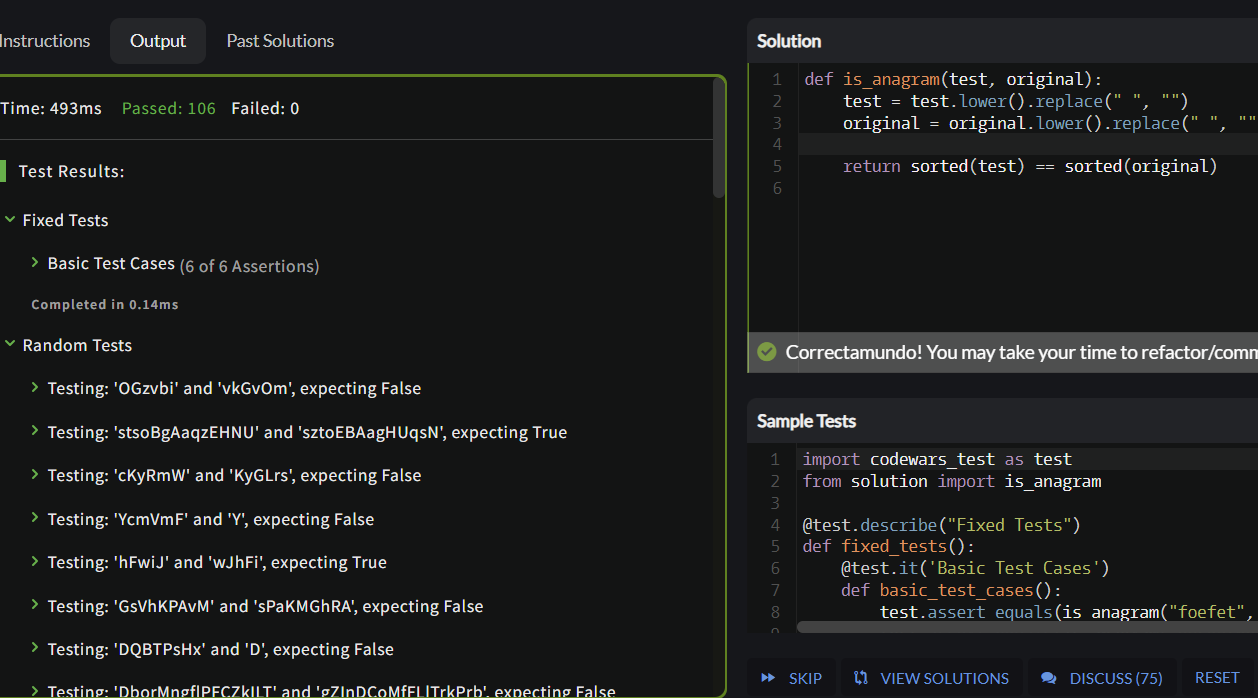 Instructions Output Past Solutions
Time: 493ms Passed: 106 Failed: 0
Test Results:
Fixed Tests
Basic Test Cases (6 of 6 Assertions)
Completed in 0.14ms
Random Tests
Testing: 'OGzvbi' and 'vkGvOm', expecting False
Testing: 'stsoBgAaqzEHNU' and 'sztoEBAagHUqsN', expecting True
Testing: 'cKyRmW' and 'KyGLrs', expecting False
Testing: 'YcmVmF' and 'Y', expecting False
Testing: 'hFwiJ' and 'wJhFi', expecting True
Testing: 'GsVhKPAvM' and 'sPaKMGhRA', expecting False
Testing: 'DQBTPsHx' and 'D', expecting False
Testing: and expecting False
Solution
1 def is_anagram(test, original):
2 test = test.lower().replace(" ", "")
3 original = original.lower().replace(" ", ""
4
5 return sorted(test) == sorted(original)
6
Correctamundo! You may take your time to refactor/comm
Sample Tests
1 import codewars_test as test
2 from solution import is_anagram
3
4 @test.describe("Fixed Tests")
5 def fixed_tests():
6 @test.it('Basic Test Cases')
7 def basic_test_cases():
8 test.assert_equals(is_anagram("foefet",
9
SKIP VIEW SOLUTIONS DISCUSS (75) RESET